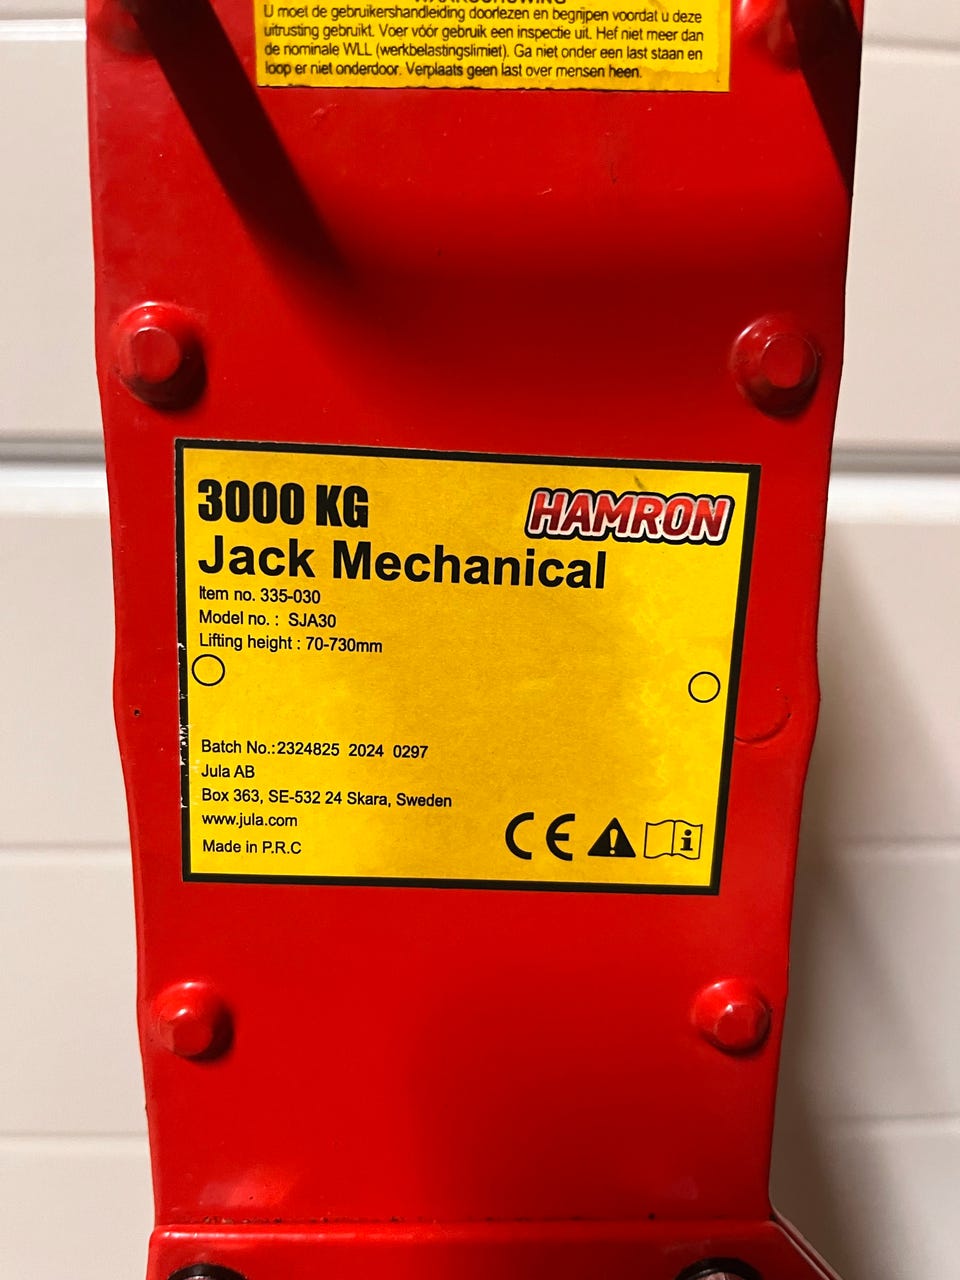 WAARSCHUWING
U moet de gebruikershandleiding doorlezen en begrijpen voordat u deze
uitrusting gebruikt. Voer vóór gebruik een inspectie uit. Hef niet meer dan
de nominale WLL (werkbelastingslimiet). Ga niet onder een last staan en
loop er niet onderdoor. Verplaats geen last over mensen heen.
3000 KG
HAMRON
Jack Mechanical
Item no. 335-030
Model no. : SJA30
Lifting height : 70-730mm
Batch No.:2324825 2024 0297
Jula AB
Box 363, SE-532 24 Skara, Sweden
www.jula.com
Made in P.R.C
CE